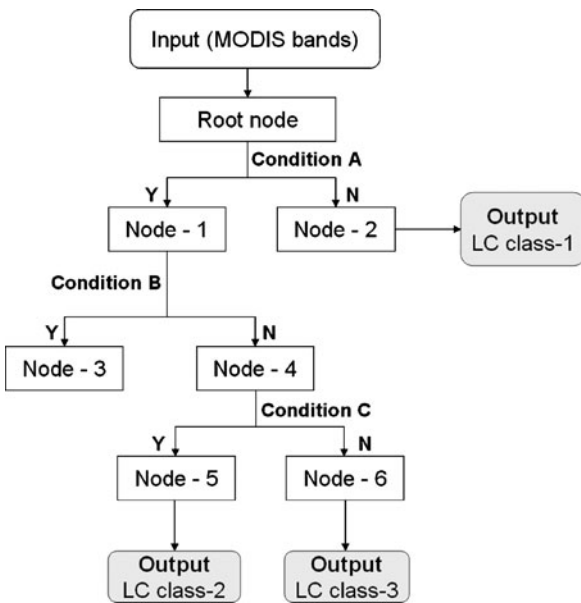 Input (MODIS bands)
Root node
Condition A
Y
N
Node - 1
Node - 2
Output
LC class-1
Condition B
Y
N
Node - 3
Node - 4
Condition C
Y
N
Node - 5
Node - 6
Output
LC class-2
Output
LC class-3